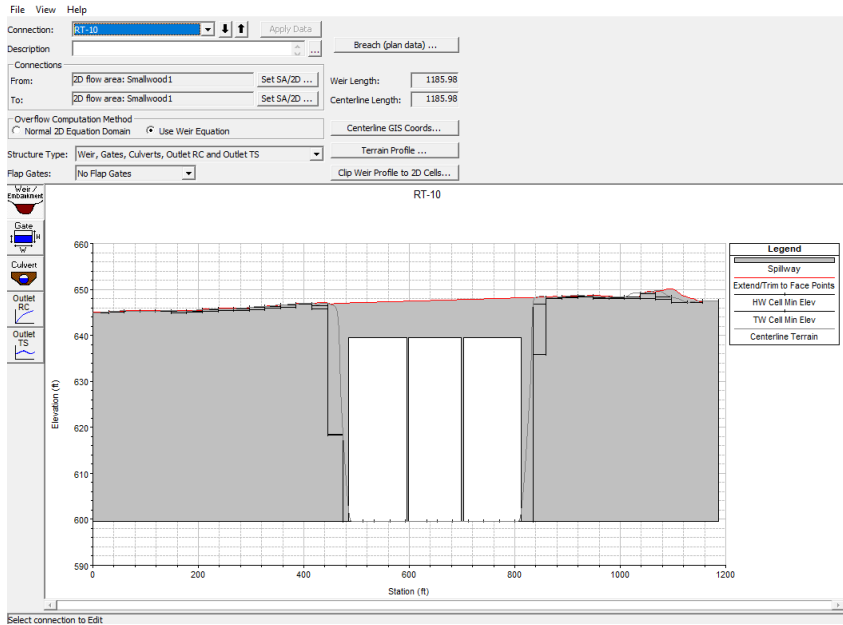 File View Help
Connection: RT-10 Apply Data
Description ... Breach (plan data) ...
Connections
From: 2D flow area: Smallwood1 Set SA/2D ... Weir Length: 1185.98
To: 2D flow area: Smallwood1 Set SA/2D ... Centerline Length: 1185.98
Overflow Computation Method
Normal 2D Equation Domain Use Weir Equation Centerline GIS Coords...
Structure Type: Weir, Gates, Culverts, Outlet RC and Outlet TS Terrain Profile ...
Flap Gates: No Flap Gates Clip Weir Profile to 2D Cells...
Weir /
Embankment
Gate
H
W
Culvert
Outlet
RC
Outlet
TS
RT-10
660
650
640
630
620
610
600
590
Elevation (ft)
0 200 400 600 800 1000 1200
Station (ft)
Legend
Spillway
Extend/Trim to Face Points
HW Cell Min Elev
TW Cell Min Elev
Centerline Terrain
Select connection to Edit